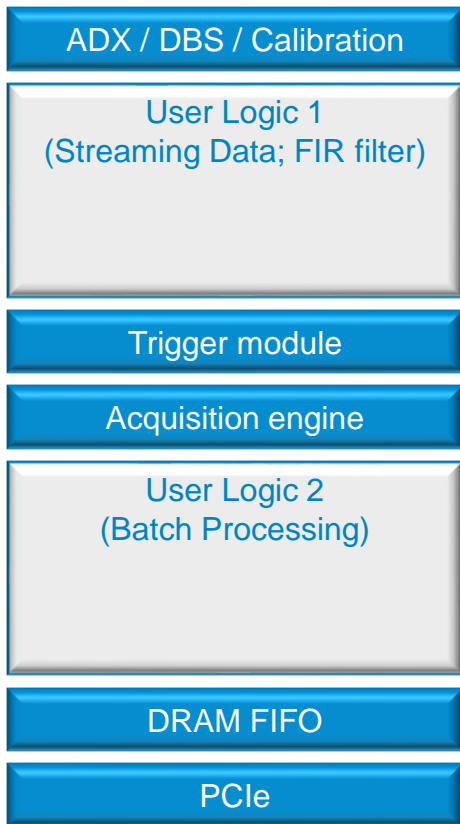 ADX / DBS / Calibration
User Logic 1
(Streaming Data; FIR filter)
Trigger module
Acquisition engine
User Logic 2
(Batch Processing)
DRAM FIFO
PCIe